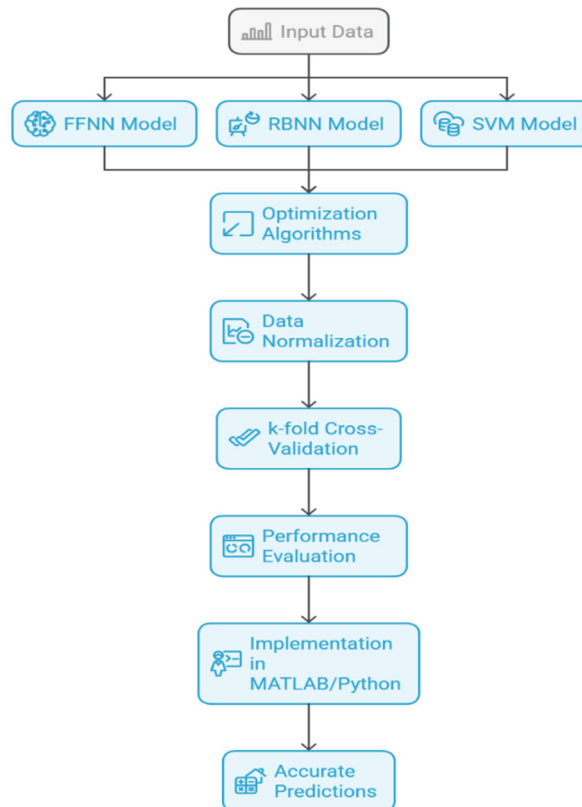 Input Data
FFNN Model
RBNN Model
SVM Model
Optimization
Algorithms
Data
Normalization
k-fold Cross-
Validation
Performance
Evaluation
Implementation
in
MATLAB/Python
Accurate
Predictions